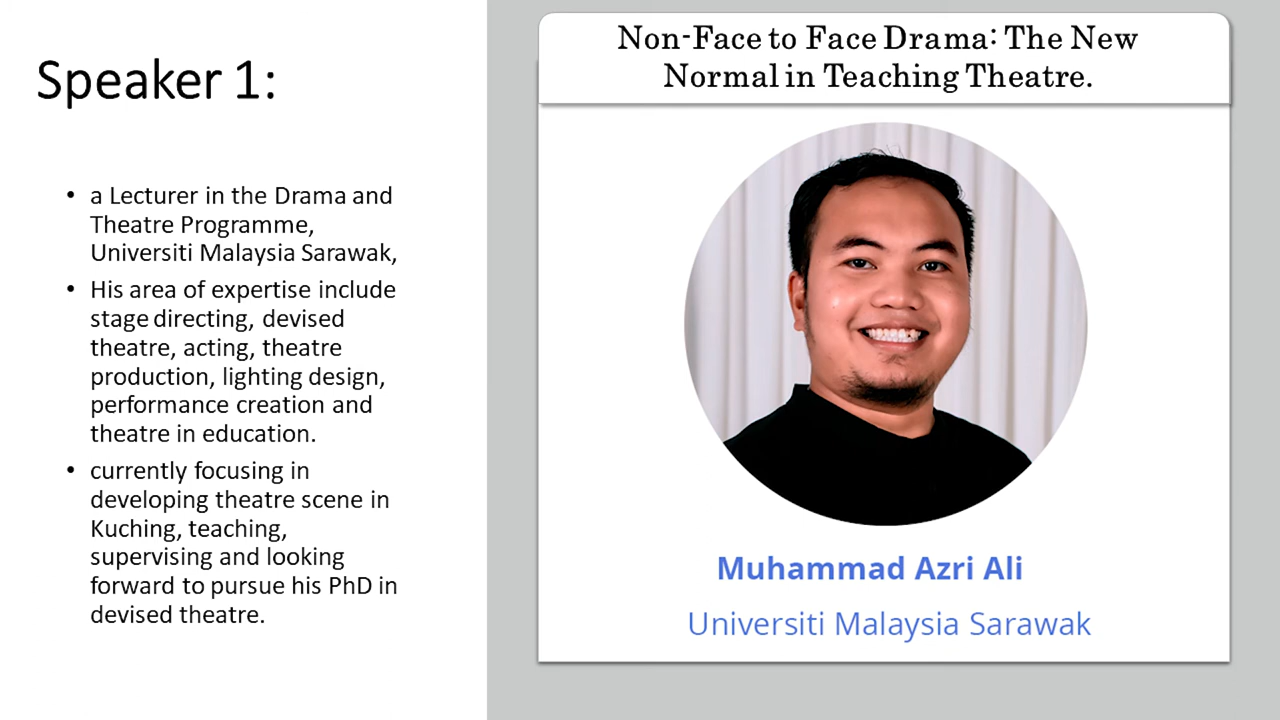 Speaker 1:
• a Lecturer in the Drama and
Theatre Programme,
Universiti Malaysia Sarawak,
• His area of expertise include
stage directing, devised
theatre, acting, theatre
production, lighting design,
performance creation and
theatre in education.
• currently focusing in
developing theatre scene in
Kuching, teaching,
supervising and looking
forward to pursue his PhD in
devised theatre.
Non-Face to Face Drama: The New
Normal in Teaching Theatre.
Muhammad Azri Ali
Universiti Malaysia Sarawak